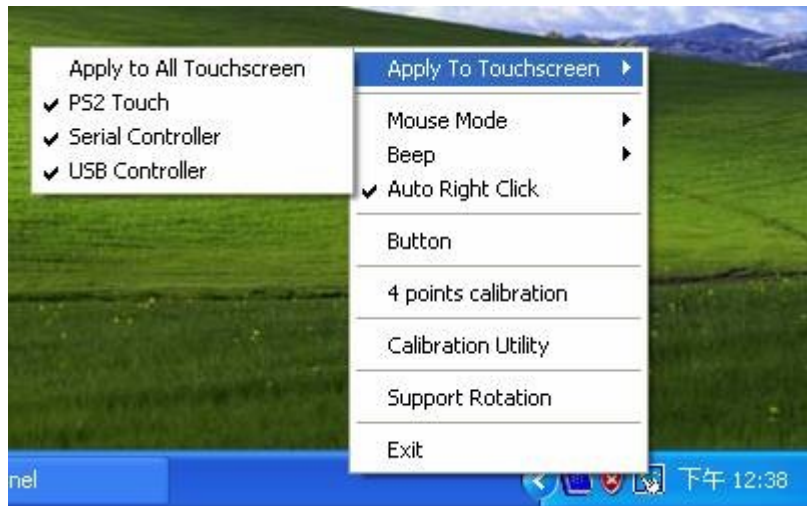 Apply to All Touchscreen
PS2 Touch
Serial Controller
USB Controller
Apply To Touchscreen
Mouse Mode
Beep
Auto Right Click
Button
4 points calibration
Calibration Utility
Support Rotation
Exit
nel
下午 12:38